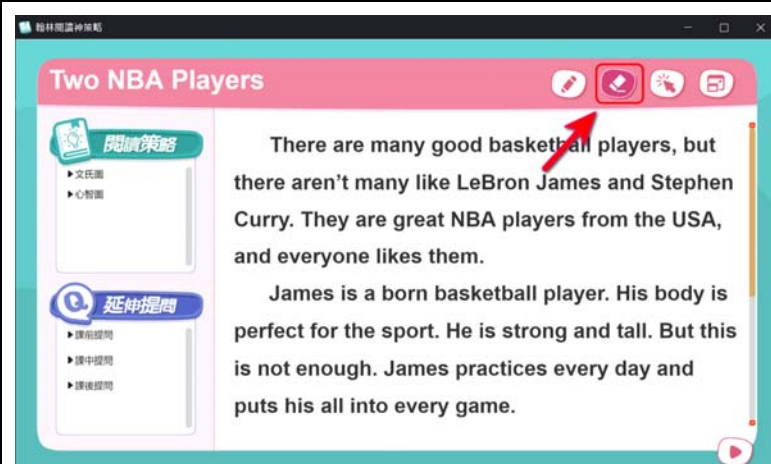 翰林閱讀神策略
Two NBA Players
閱讀策略
▶文氏圖
▶心智圖
延伸提問
▶課前提問
▶課中提問
▶課後提問
There are many good basketball players, but
there aren’t many like LeBron James and Stephen
Curry. They are great NBA players from the USA,
and everyone likes them.
James is a born basketball player. His body is
perfect for the sport. He is strong and tall. But this
is not enough. James practices every day and
puts his all into every game.